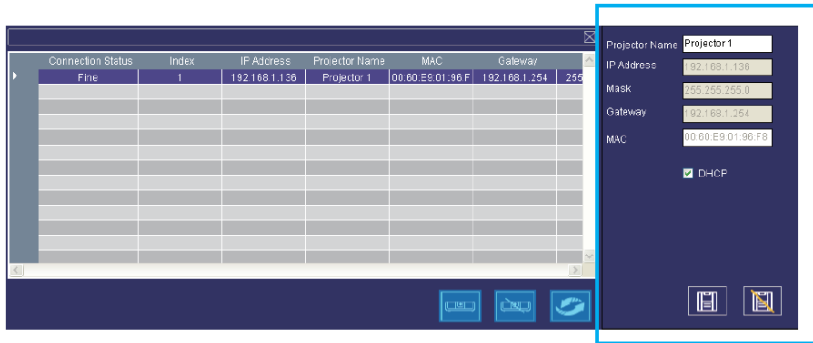 Connection Status Index IP Address Projector Name MAC Gateway
Fine 1 192.168.1.136 Projector 1 00:60:E9:01:96:F 192.168.1.254 255
Projector Name Projector 1
IP Address 192.168.1.136
Mask 255.255.255.0
Gateway 192.168.1.254
MAC 00:60:E9:01:96:F8
DHCP